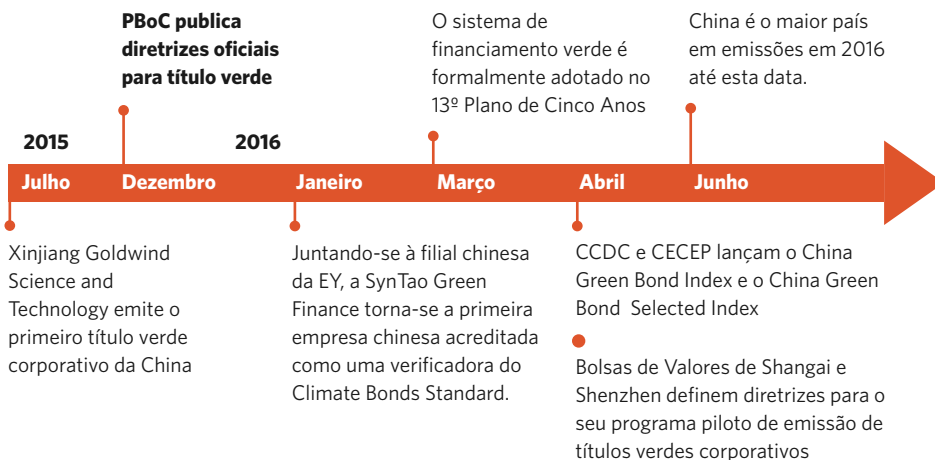 PBoC publica
diretrizes oficiais
para título verde
O sistema de
financiamento verde é
formalmente adotado no
13º Plano de Cinco Anos
China é o maior país
em emissões em 2016
até esta data.
2015
2016
Julho
Dezembro
Janeiro
Março
Abril
Junho
Xinjiang Goldwind
Science and
Technology emite o
primeiro título verde
corporativo da China
Juntando-se à filial chinesa
da EY, a SynTao Green
Finance torna-se a primeira
empresa chinesa acreditada
como uma verificadora do
Climate Bonds Standard.
CCDC e CECEP lançam o China
Green Bond Index e o China Green
Bond Selected Index
Bolsas de Valores de Shangai e
Shenzhen definem diretrizes para o
seu programa piloto de emissão de
títulos verdes corporativos